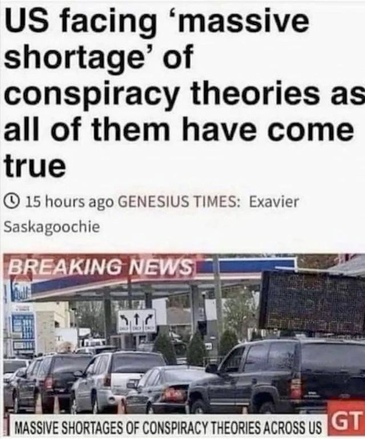 US facing ‘massive
shortage’ of
conspiracy theories as
all of them have come
true
15 hours ago GENESIUS TIMES: Exavier
Saskagoochie
BREAKING NEWS
MASSIVE SHORTAGES OF CONSPIRACY THEORIES ACROSS US GT